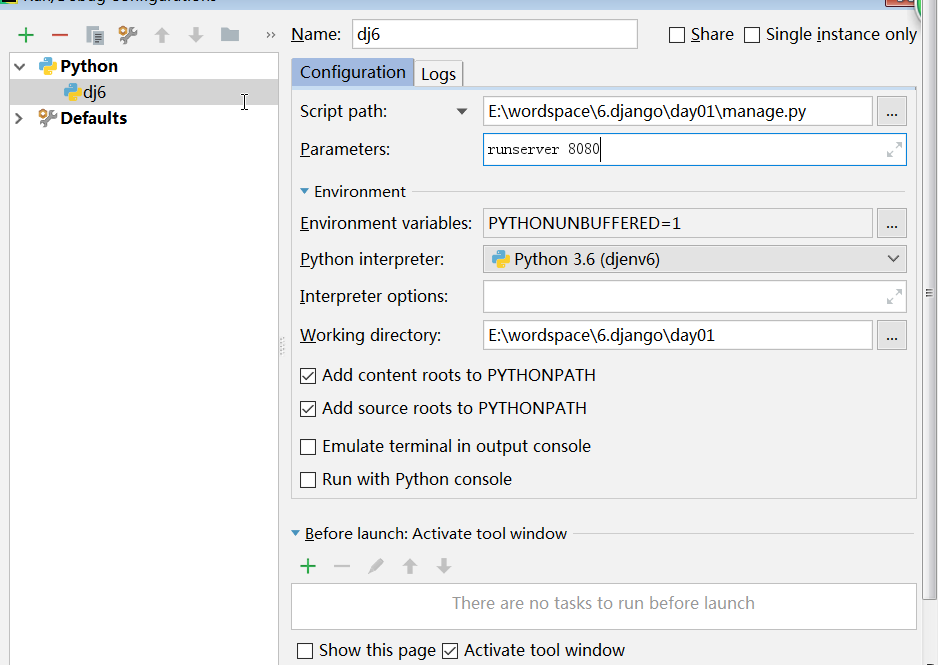 Run/Debug Configurations
Name: dj6 Share Single instance only
Python
dj6
Defaults
Configuration Logs
Script path: E:\wordspace\6.django\day01\manage.py ...
Parameters: runserver 8080
Environment
Environment variables: PYTHONUNBUFFERED=1 ...
Python interpreter: Python 3.6 (djenv6)
Interpreter options:
Working directory: E:\wordspace\6.django\day01 ...
Add content roots to PYTHONPATH
Add source roots to PYTHONPATH
Emulate terminal in output console
Run with Python console
Before launch: Activate tool window
There are no tasks to run before launch
Show this page Activate tool window